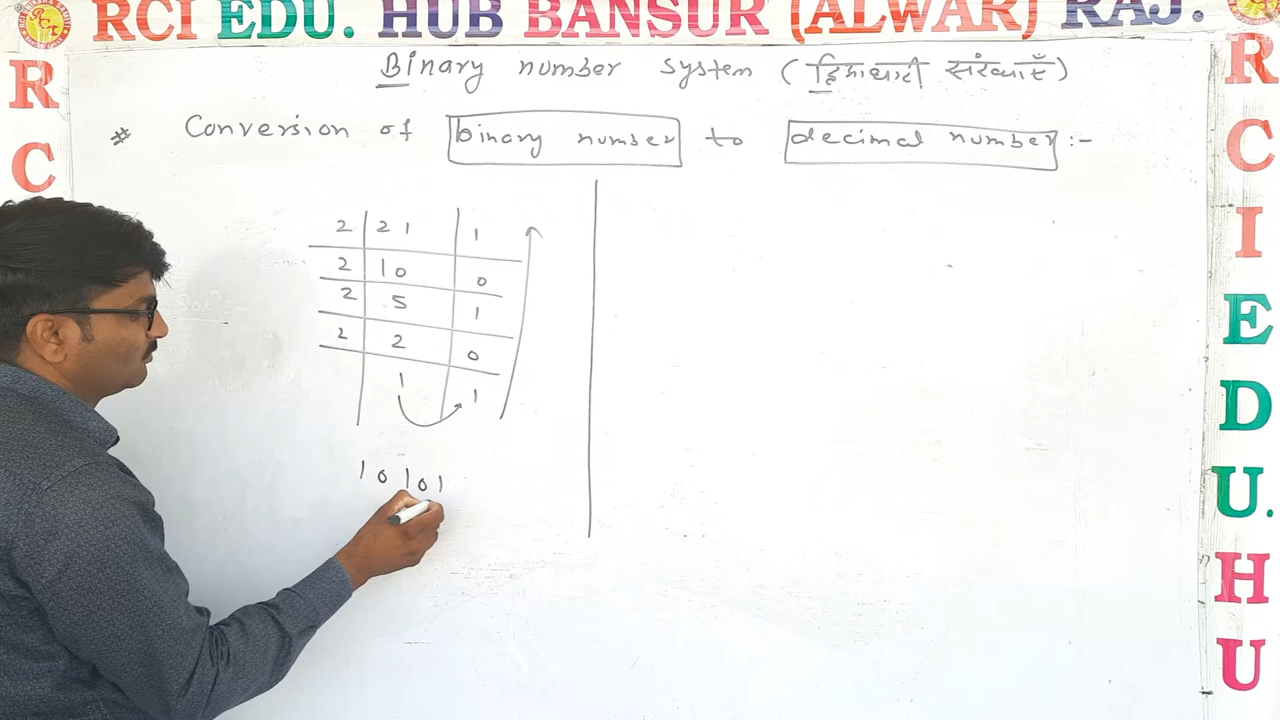 RCI EDU. HUB BANSUR (ALWAR) RAJ.
Binary number system (द्विआधारी संख्याएँ)
# Conversion of binary number to decimal number :-
2 21 1
2 10 0
2 5 1
2 2 0
1 1
10101
R
C
R
C
I
E
D
U.
H
U